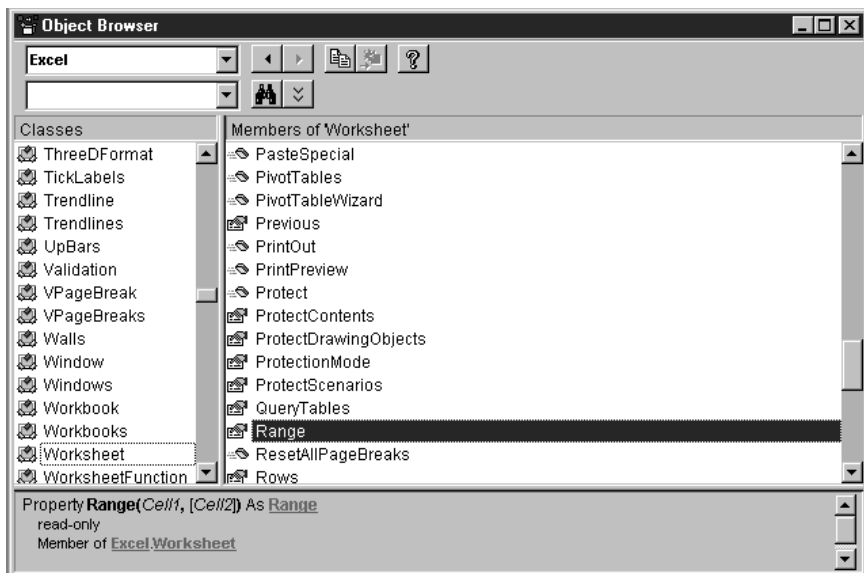 Object Browser
Excel
Classes
ThreeDFormat
TickLabels
Trendline
Trendlines
UpBars
Validation
VPageBreak
VPageBreaks
Walls
Window
Windows
Workbook
Workbooks
Worksheet
WorksheetFunction
Members of 'Worksheet'
PasteSpecial
PivotTables
PivotTableWizard
Previous
PrintOut
PrintPreview
Protect
ProtectContents
ProtectDrawingObjects
ProtectionMode
ProtectScenarios
QueryTables
Range
ResetAllPageBreaks
Rows
Property Range(Cell1, [Cell2]) As Range
read-only
Member of Excel.Worksheet